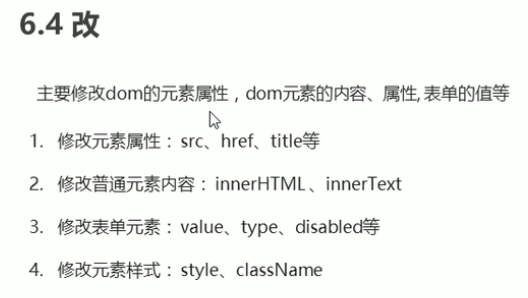 6.4 改
主要修改dom的元素属性，dom元素的内容、属性, 表单的值等
1. 修改元素属性：src、href、title等
2. 修改普通元素内容：innerHTML 、innerText
3. 修改表单元素：value、type、disabled等
4. 修改元素样式：style、className